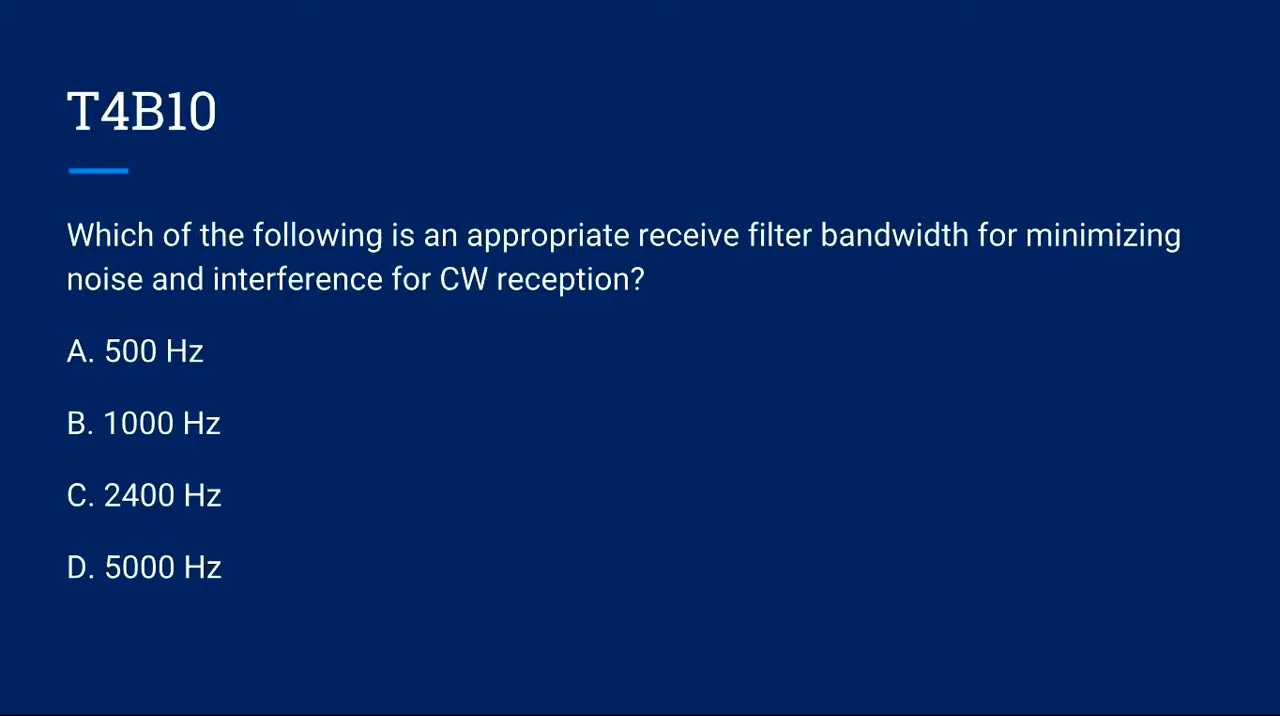 T4B10
Which of the following is an appropriate receive filter bandwidth for minimizing
noise and interference for CW reception?
A. 500 Hz
B. 1000 Hz
C. 2400 Hz
D. 5000 Hz